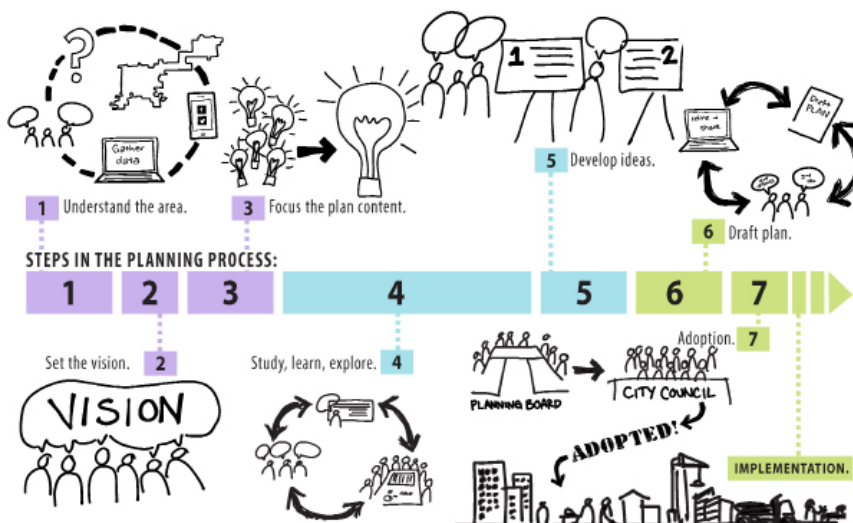 ?
Gather
data
1 Understand the area.
3 Focus the plan content.
1
2
5 Develop ideas.
Draft
PLAN
share
6 Draft plan.
STEPS IN THE PLANNING PROCESS:
1 2 3 4 5 6 7
Set the vision. 2
VISION
Study, learn, explore. 4
Adoption. 7
PLANNING BOARD
CITY COUNCIL
ADOPTED!
IMPLEMENTATION.